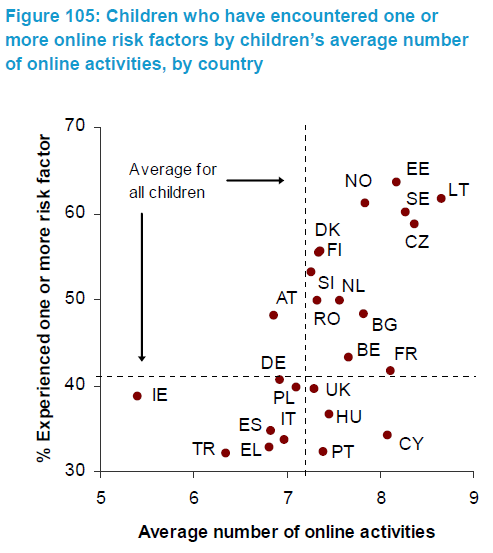 Figure 105: Children who have encountered one or
more online risk factors by children's average number
of online activities, by country
% Experienced one or more risk factor
70
60
50
40
30
Average for
all children
EE
NO
SE
LT
CZ
DK
FI
SI
NL
AT
RO
BG
BE
FR
DE
IE
PL
UK
IT
HU
ES
CY
TR
EL
PT
5
6
7
8
9
Average number of online activities